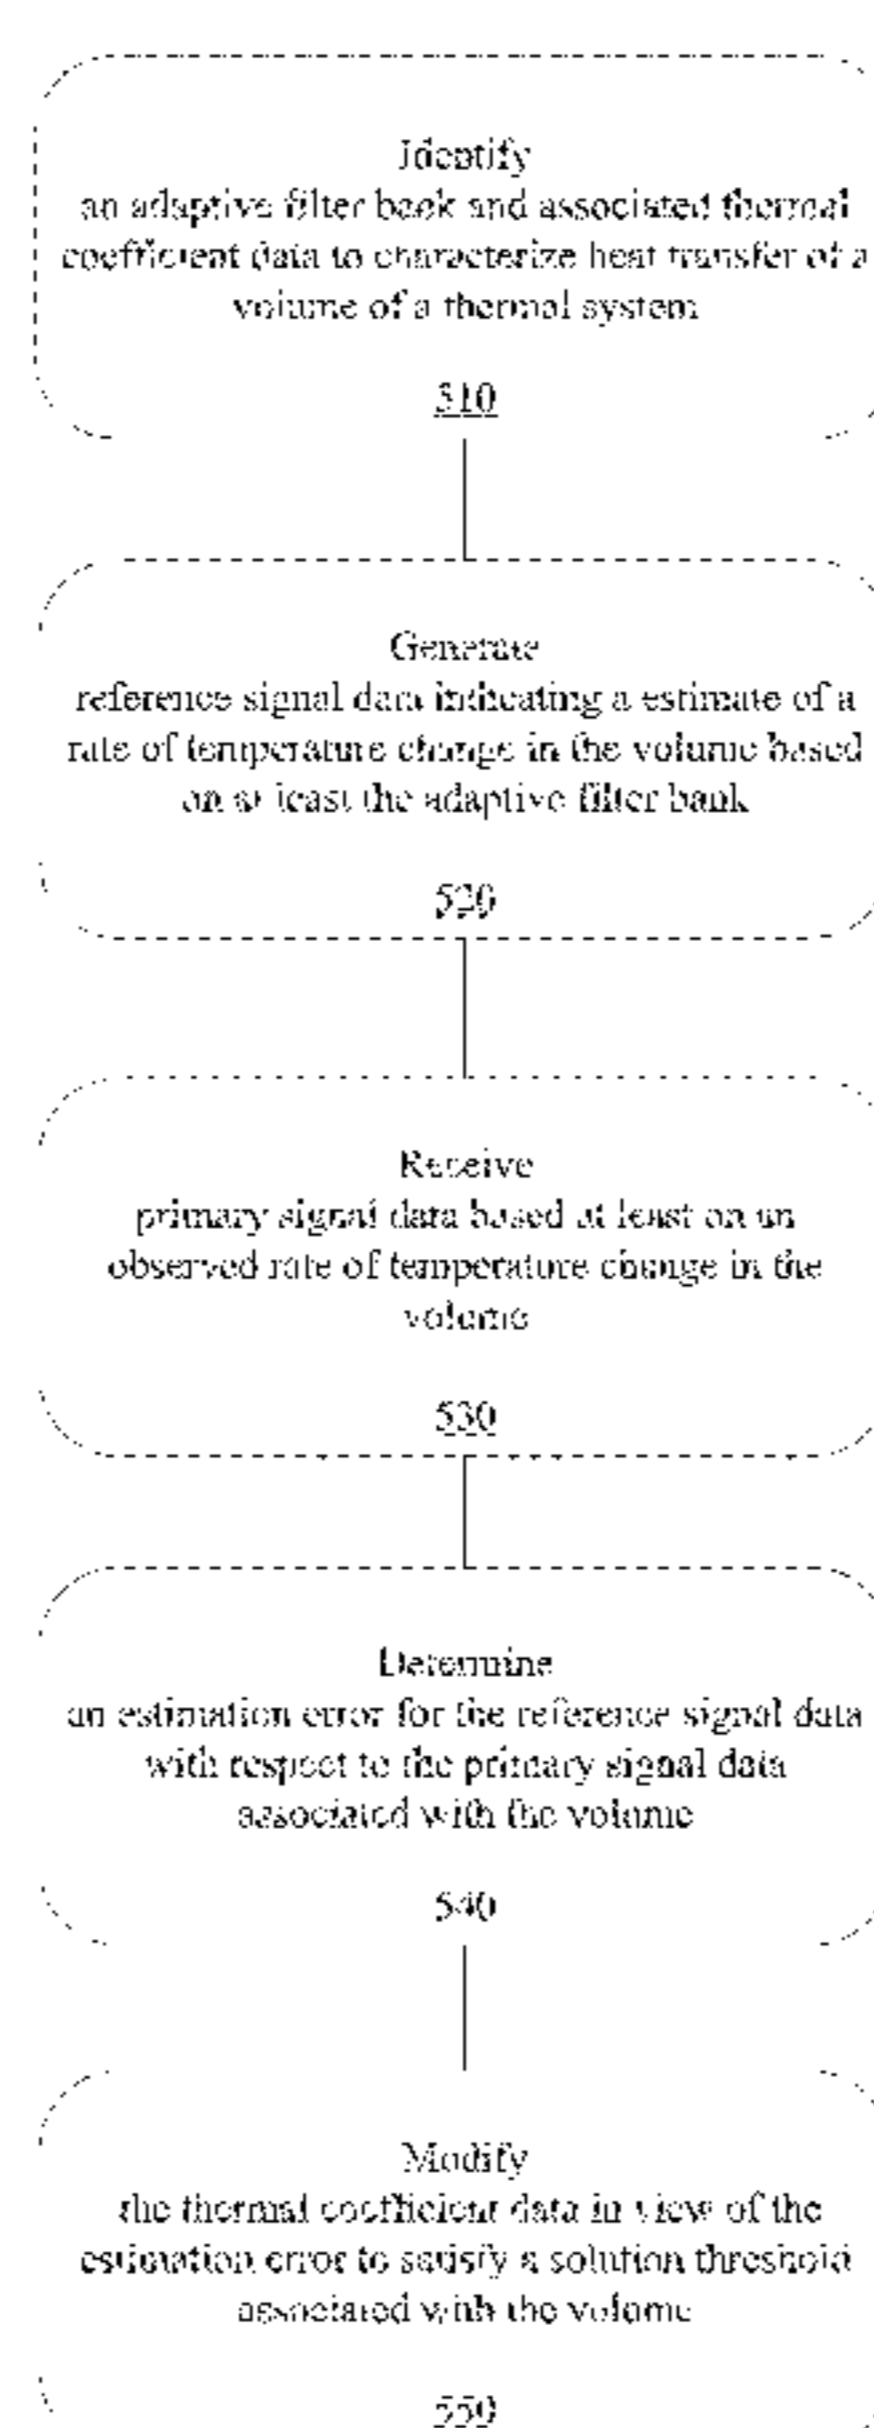 Identify
an adaptive filter bank and associated thermal
coefficient data to characterize heat transfer of a
volume of a thermal system
510
Generate
reference signal data indicating a estimate of a
rate of temperature change in the volume based
on at least the adaptive filter bank
520
Receive
primary signal data based at least on an
observed rate of temperature change in the
volume
530
Determine
an estimation error for the reference signal data
with respect to the primary signal data
associated with the volume
540
Modify
the thermal coefficient data in view of the
estimation error to satisfy a solution threshold
associated with the volume
550